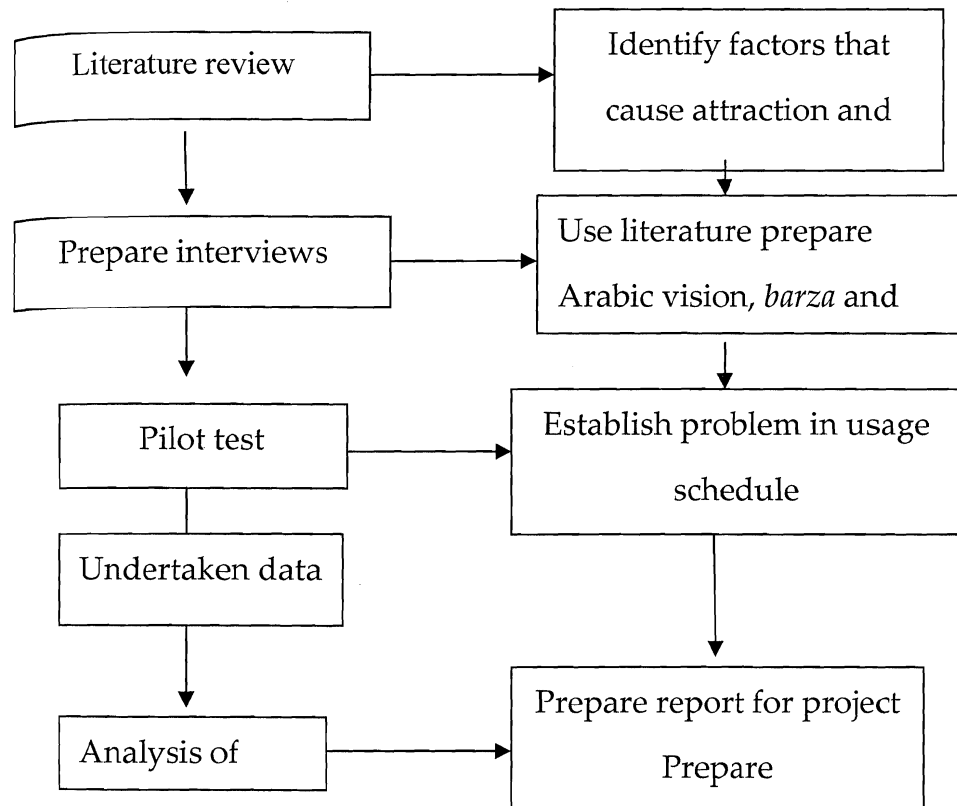 Literature review
Identify factors that
cause attraction and
Prepare interviews
Use literature prepare
Arabic vision, barza and
Pilot test
Establish problem in usage
schedule
Undertaken data
Analysis of
Prepare report for project
Prepare